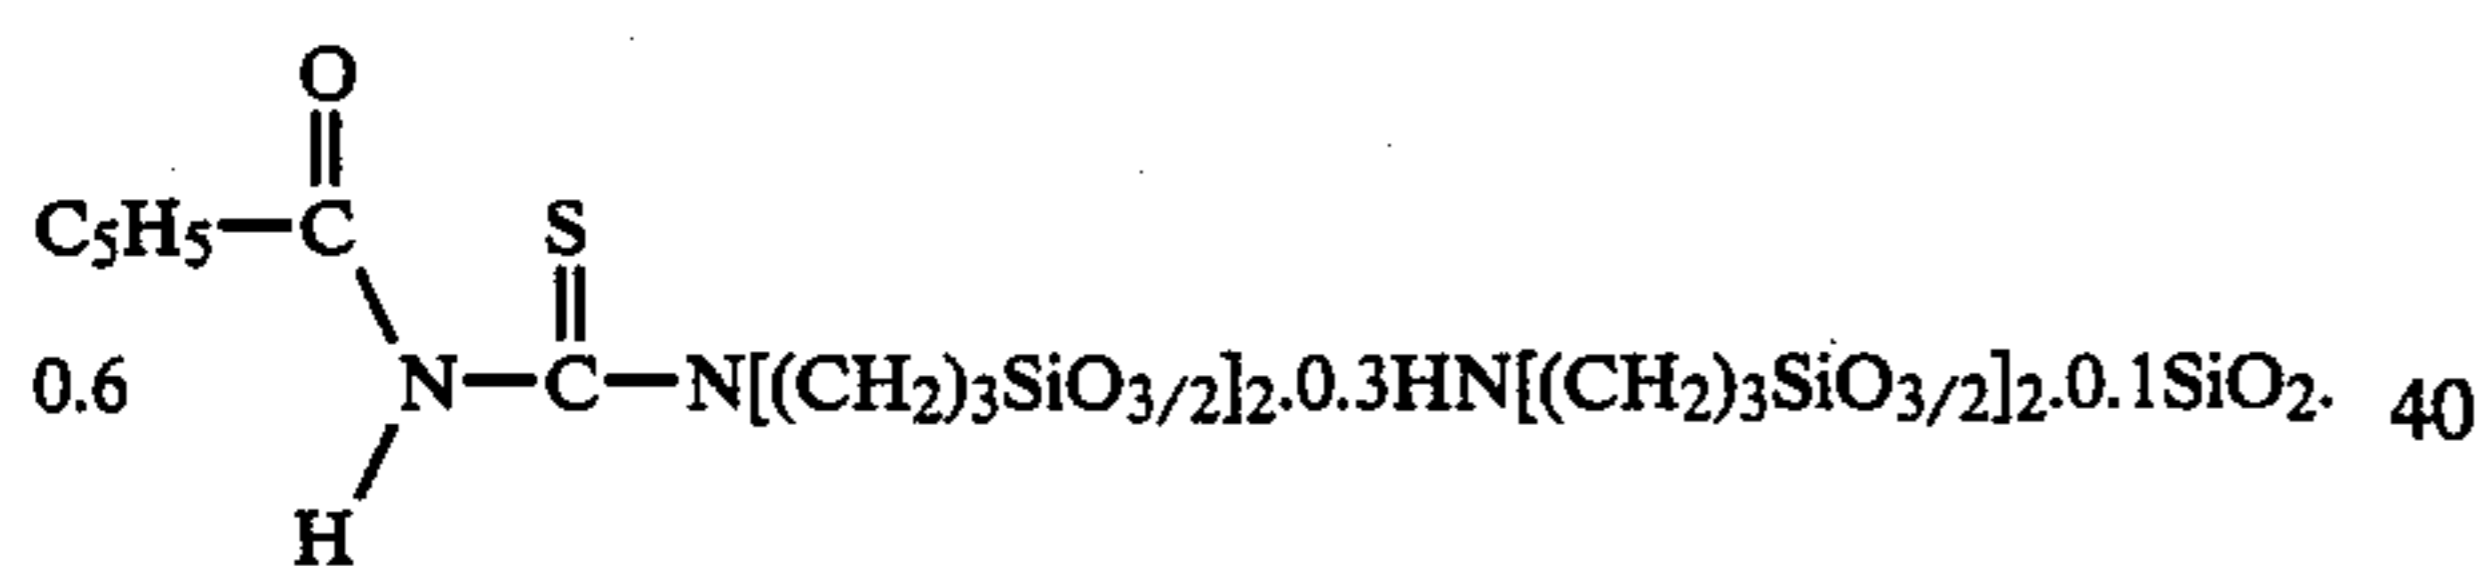 O
C5H5—C S
0.6 N—C—N[(CH2)3SiO3/2]2.0.3HN[(CH2)3SiO3/2]2.0.1SiO2. 40
H